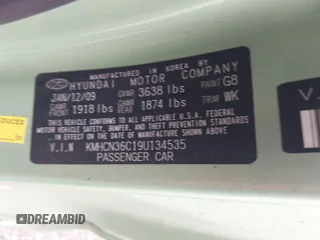 MANUFACTURED IN KOREA BY
HYUNDAI MOTOR COMPANY
JAN/12/09 GVWR 3638 lbs PAINT G8
GAWR FRONT 1918 lbs GAWR REAR 1874 lbs TRIM WK
THIS VEHICLE CONFORMS TO ALL APPLICABLE U.S.A FEDERAL
MOTOR VEHICLE SAFETY, BUMPER, AND THEFT PREVENTION
STANDARDS IN EFFECT ON THE DATE OF MANUFACTURE SHOWN ABOVE.
V.I.N KMHCN36C19U134535
PASSENGER CAR
DUCED
V.I
DREAMBID